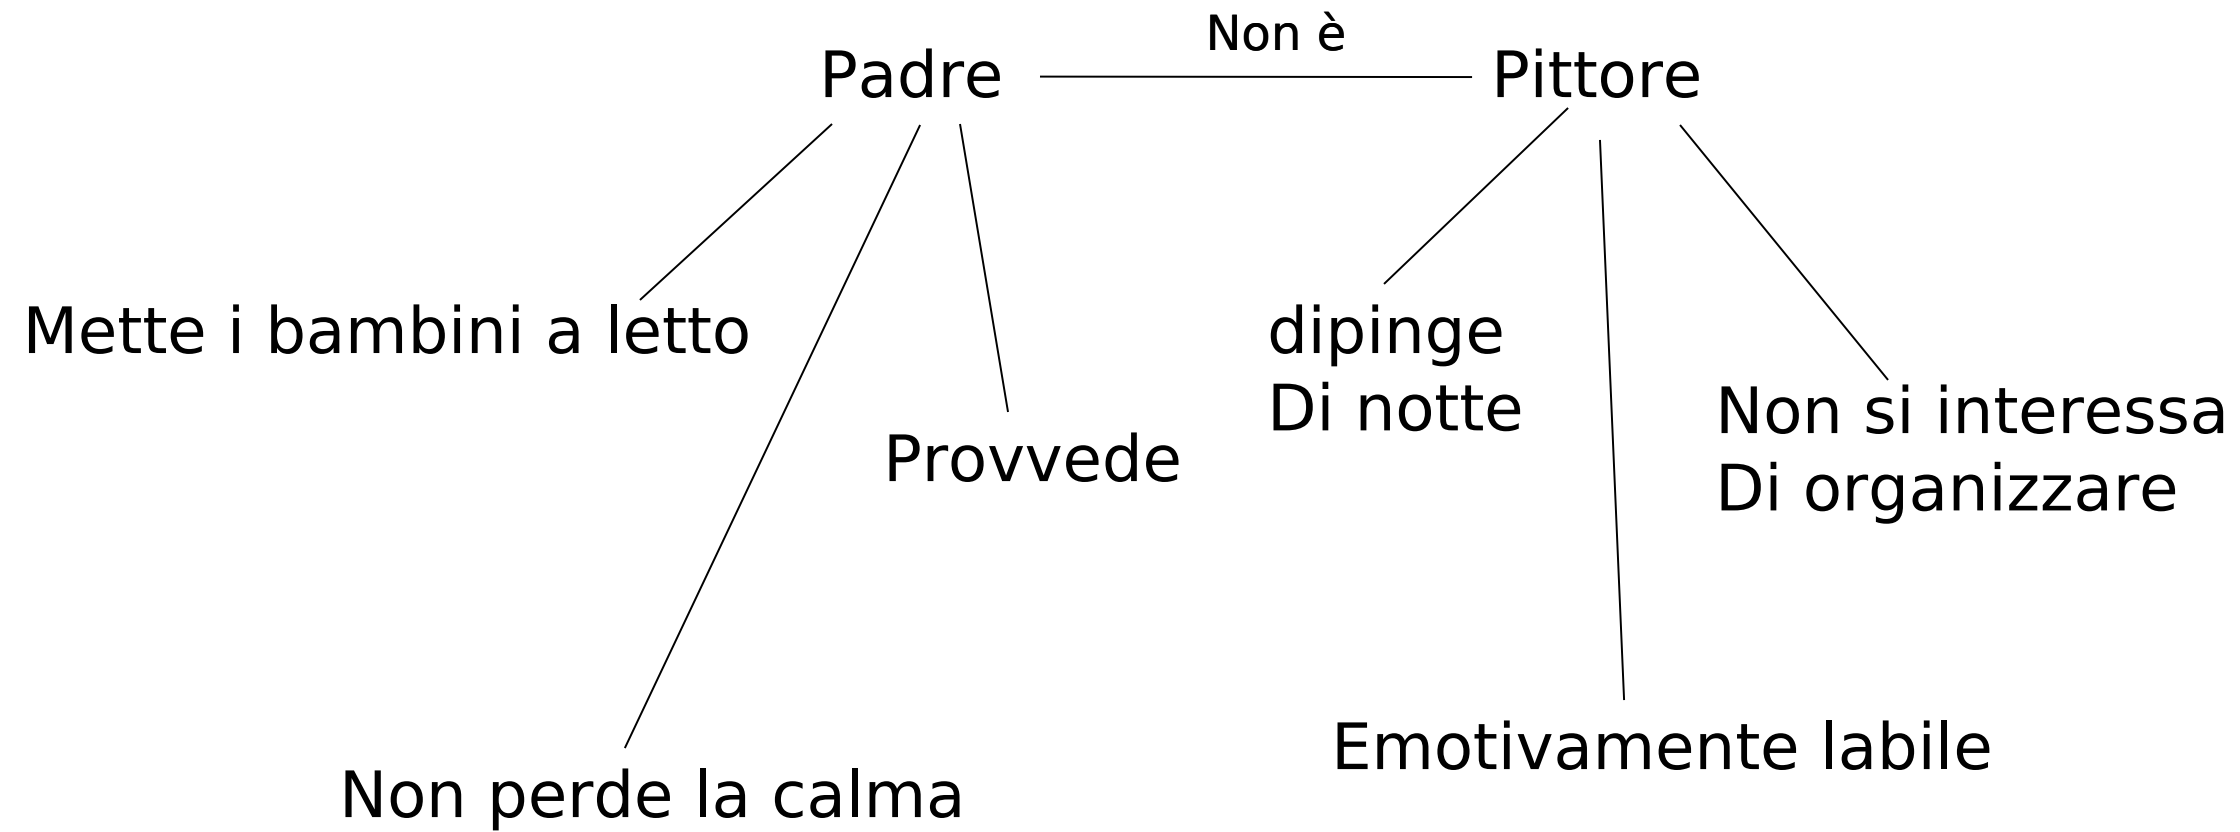 Non è
Padre
Pittore
Mette i bambini a letto
dipinge
Di notte
Provvede
Non si interessa
Di organizzare
Emotivamente labile
Non perde la calma